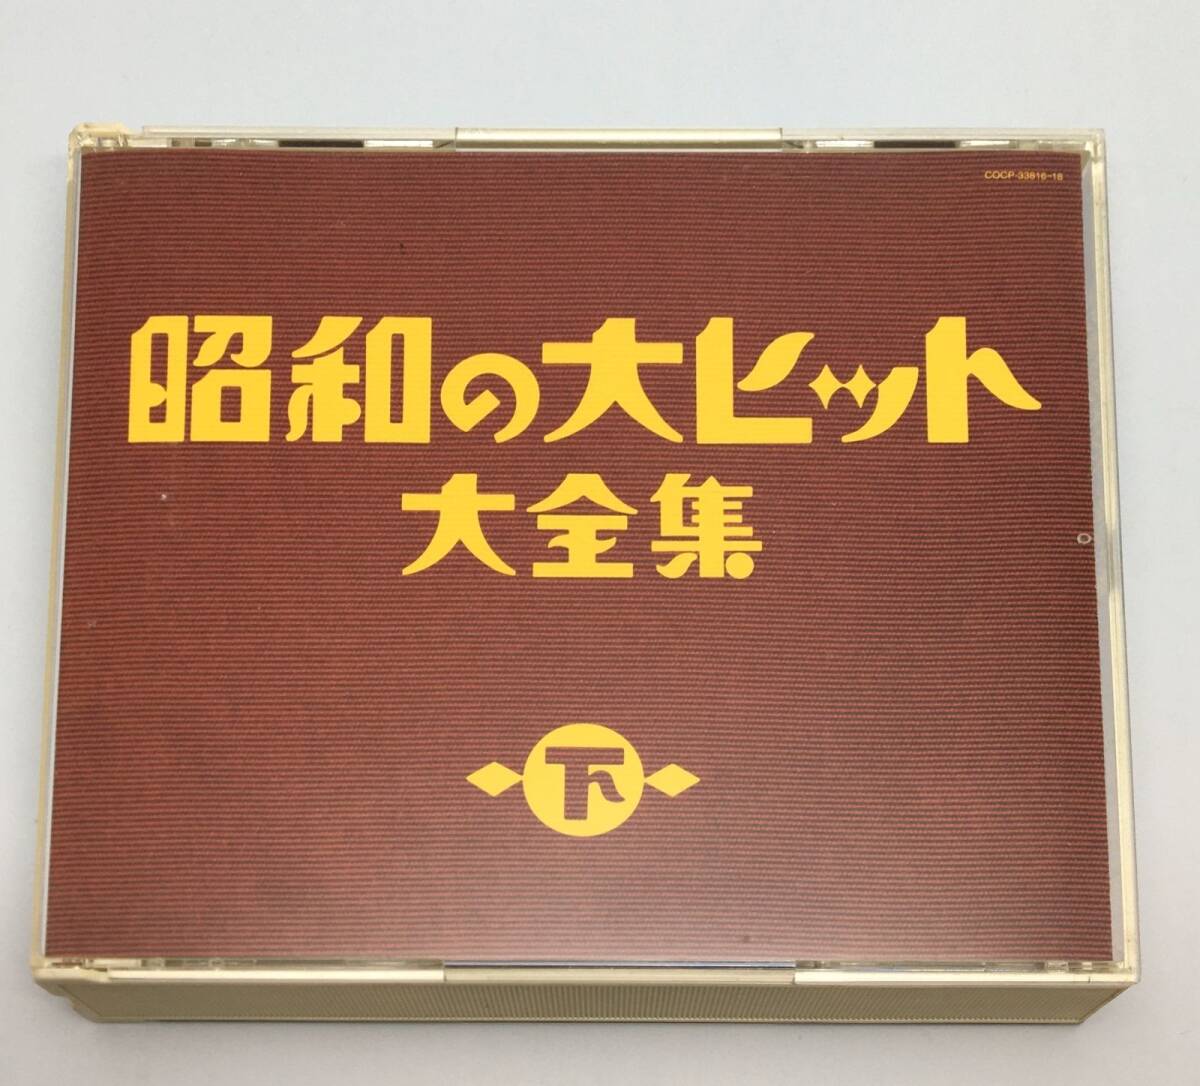 COCP-33816-18
昭和の大ヒット
大全集
下